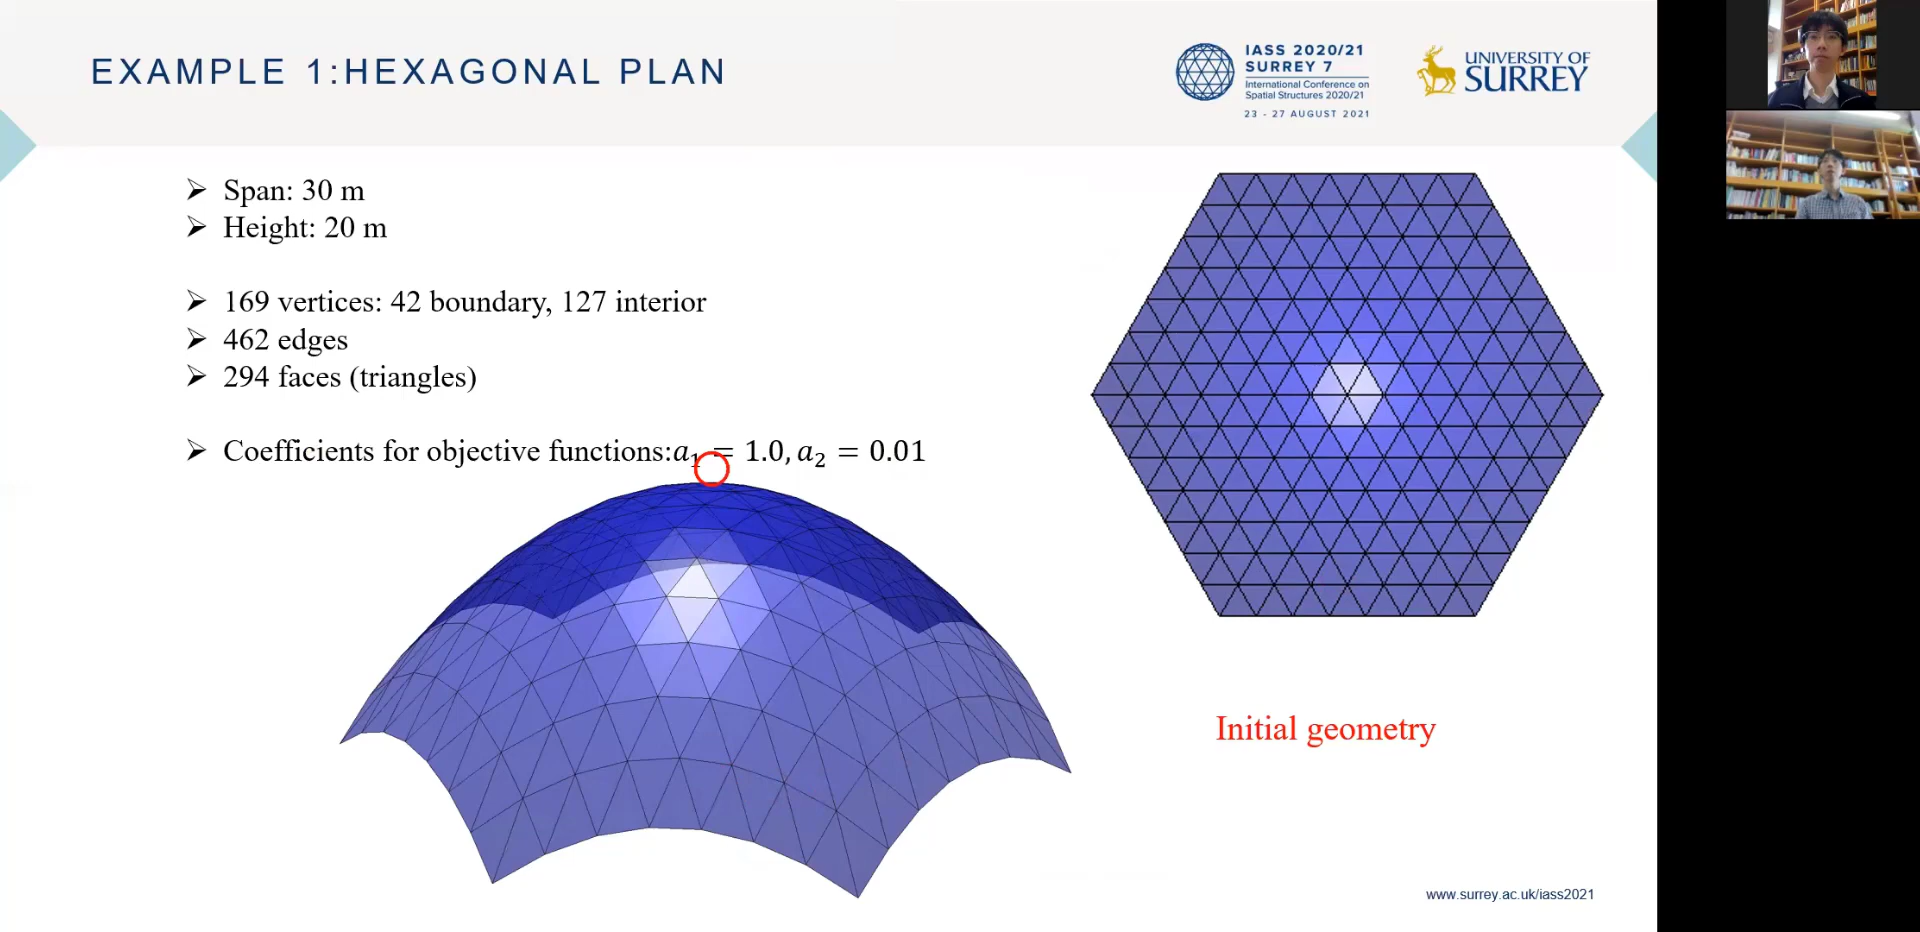 EXAMPLE 1:HEXAGONAL PLAN
IASS 2020/21
SURREY 7
International Conference on
Spatial Structures 2020/21
23 - 27 AUGUST 2021
UNIVERSITY OF
SURREY
➢ Span: 30 m
➢ Height: 20 m
➢ 169 vertices: 42 boundary, 127 interior
➢ 462 edges
➢ 294 faces (triangles)
➢ Coefficients for objective functions:a₁ = 1.0, a₂ = 0.01
Initial geometry
www.surrey.ac.uk/iass2021